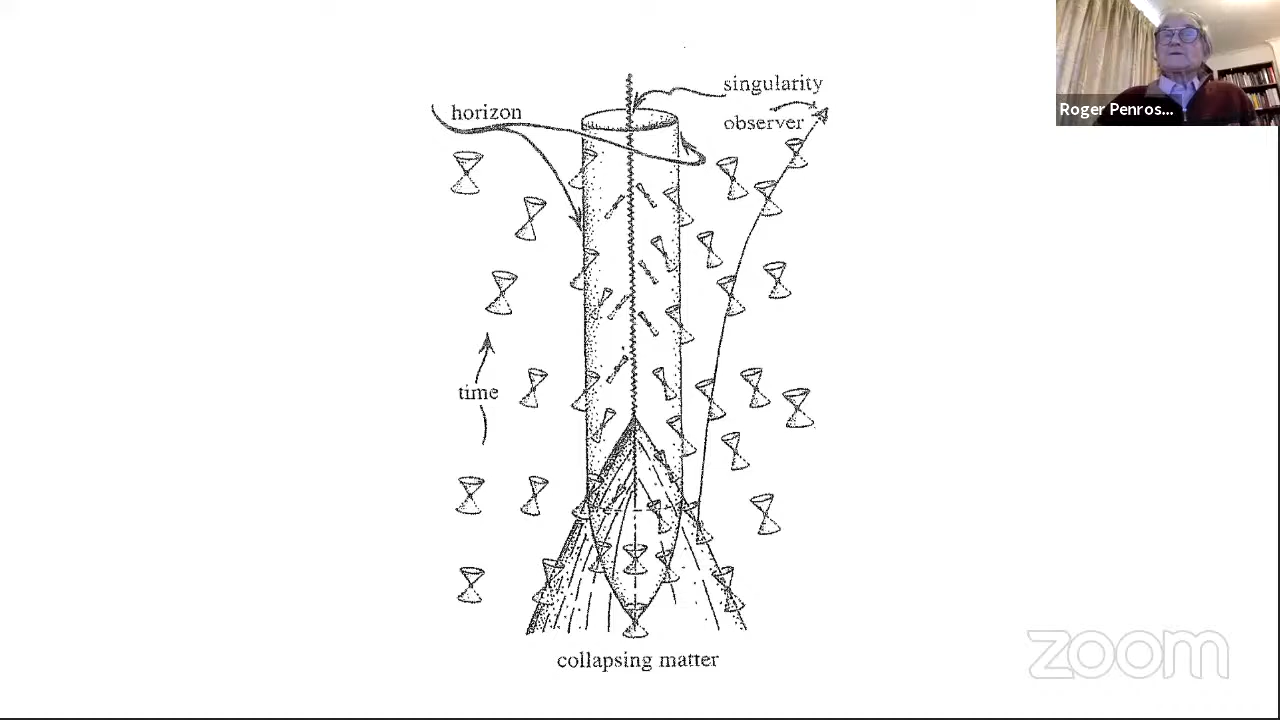 singularity
horizon
observer
Roger Penros...
time
collapsing matter
zoom